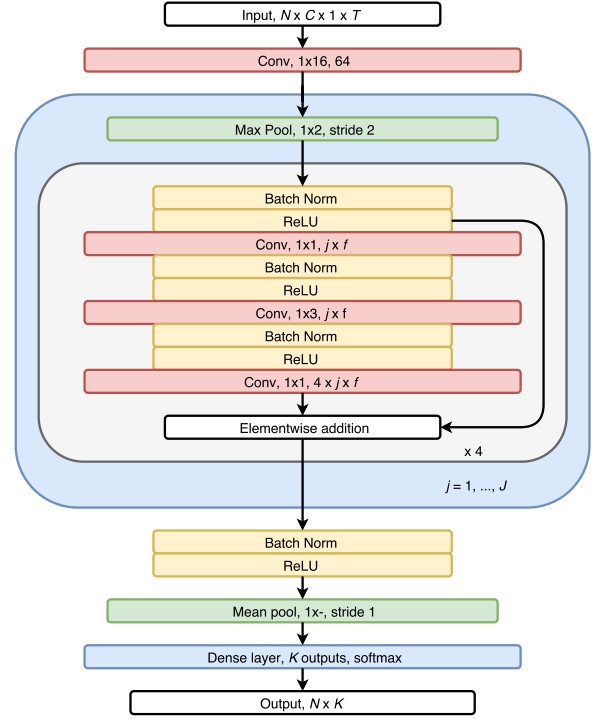 Input, N x C x 1 x T
Conv, 1x16, 64
Max Pool, 1x2, stride 2
Batch Norm
ReLU
Conv, 1x1, j x f
Batch Norm
ReLU
Conv, 1x3, j x f
Batch Norm
ReLU
Conv, 1x1, 4 x j x f
Elementwise addition
x 4
j = 1, ..., J
Batch Norm
ReLU
Mean pool, 1x-, stride 1
Dense layer, K outputs, softmax
Output, N x K